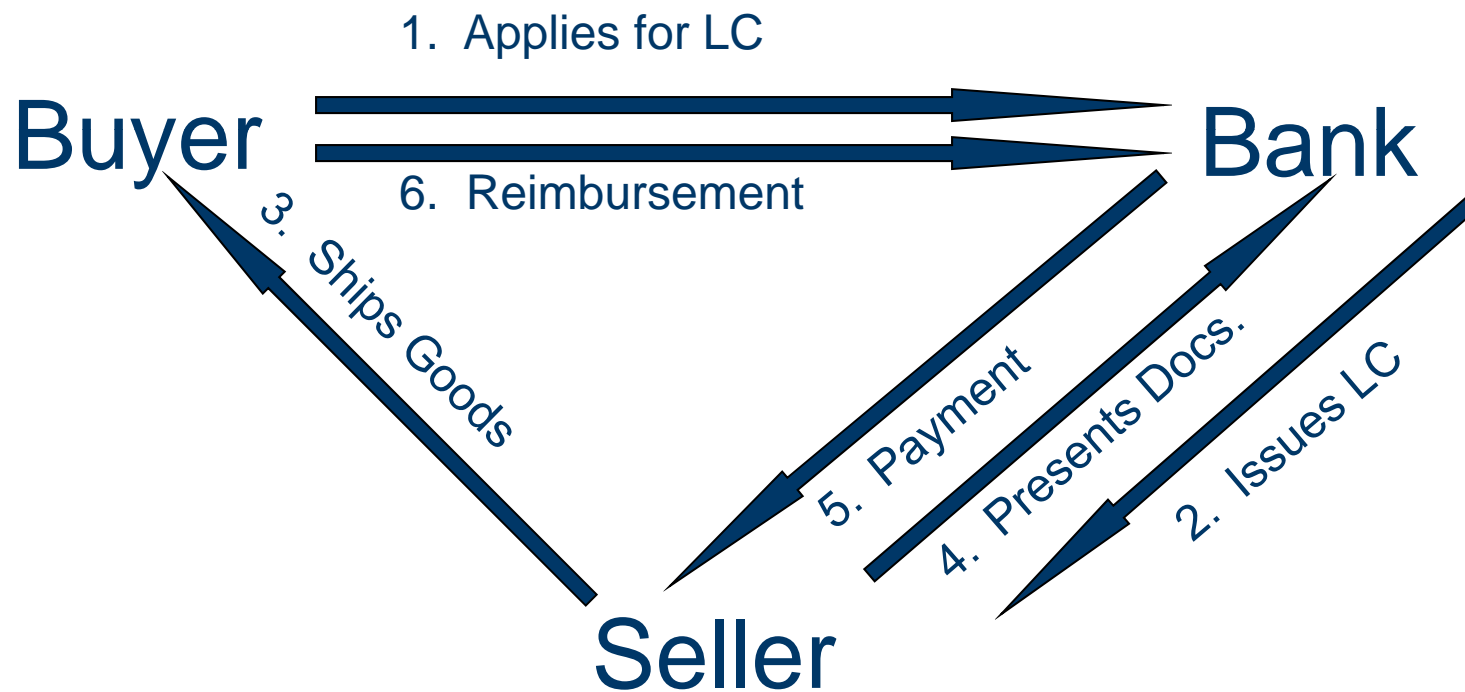 1. Applies for LC
Buyer
Bank
6. Reimbursement
3. Ships Goods
5. Payment
4. Presents Docs.
2. Issues LC
Seller